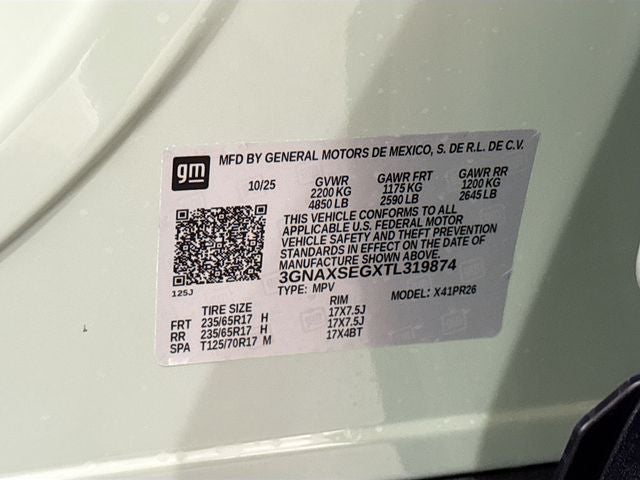 gm
MFD BY GENERAL MOTORS DE MEXICO, S. DE R.L. DE C.V.
10/25 GVWR GAWR FRT GAWR RR
2200 KG 1175 KG 1200 KG
4850 LB 2590 LB 2645 LB
THIS VEHICLE CONFORMS TO ALL
APPLICABLE U.S. FEDERAL MOTOR
VEHICLE SAFETY AND THEFT PREVENTION
STANDARDS IN EFFECT ON THE DATE OF
MANUFACTURE SHOWN ABOVE.
3GNAXSEGXTL319874
125J
TYPE: MPV MODEL: X41PR26
TIRE SIZE RIM
FRT 235/65R17 H 17X7.5J
RR 235/65R17 H 17X7.5J
SPA T125/70R17 M 17X4BT